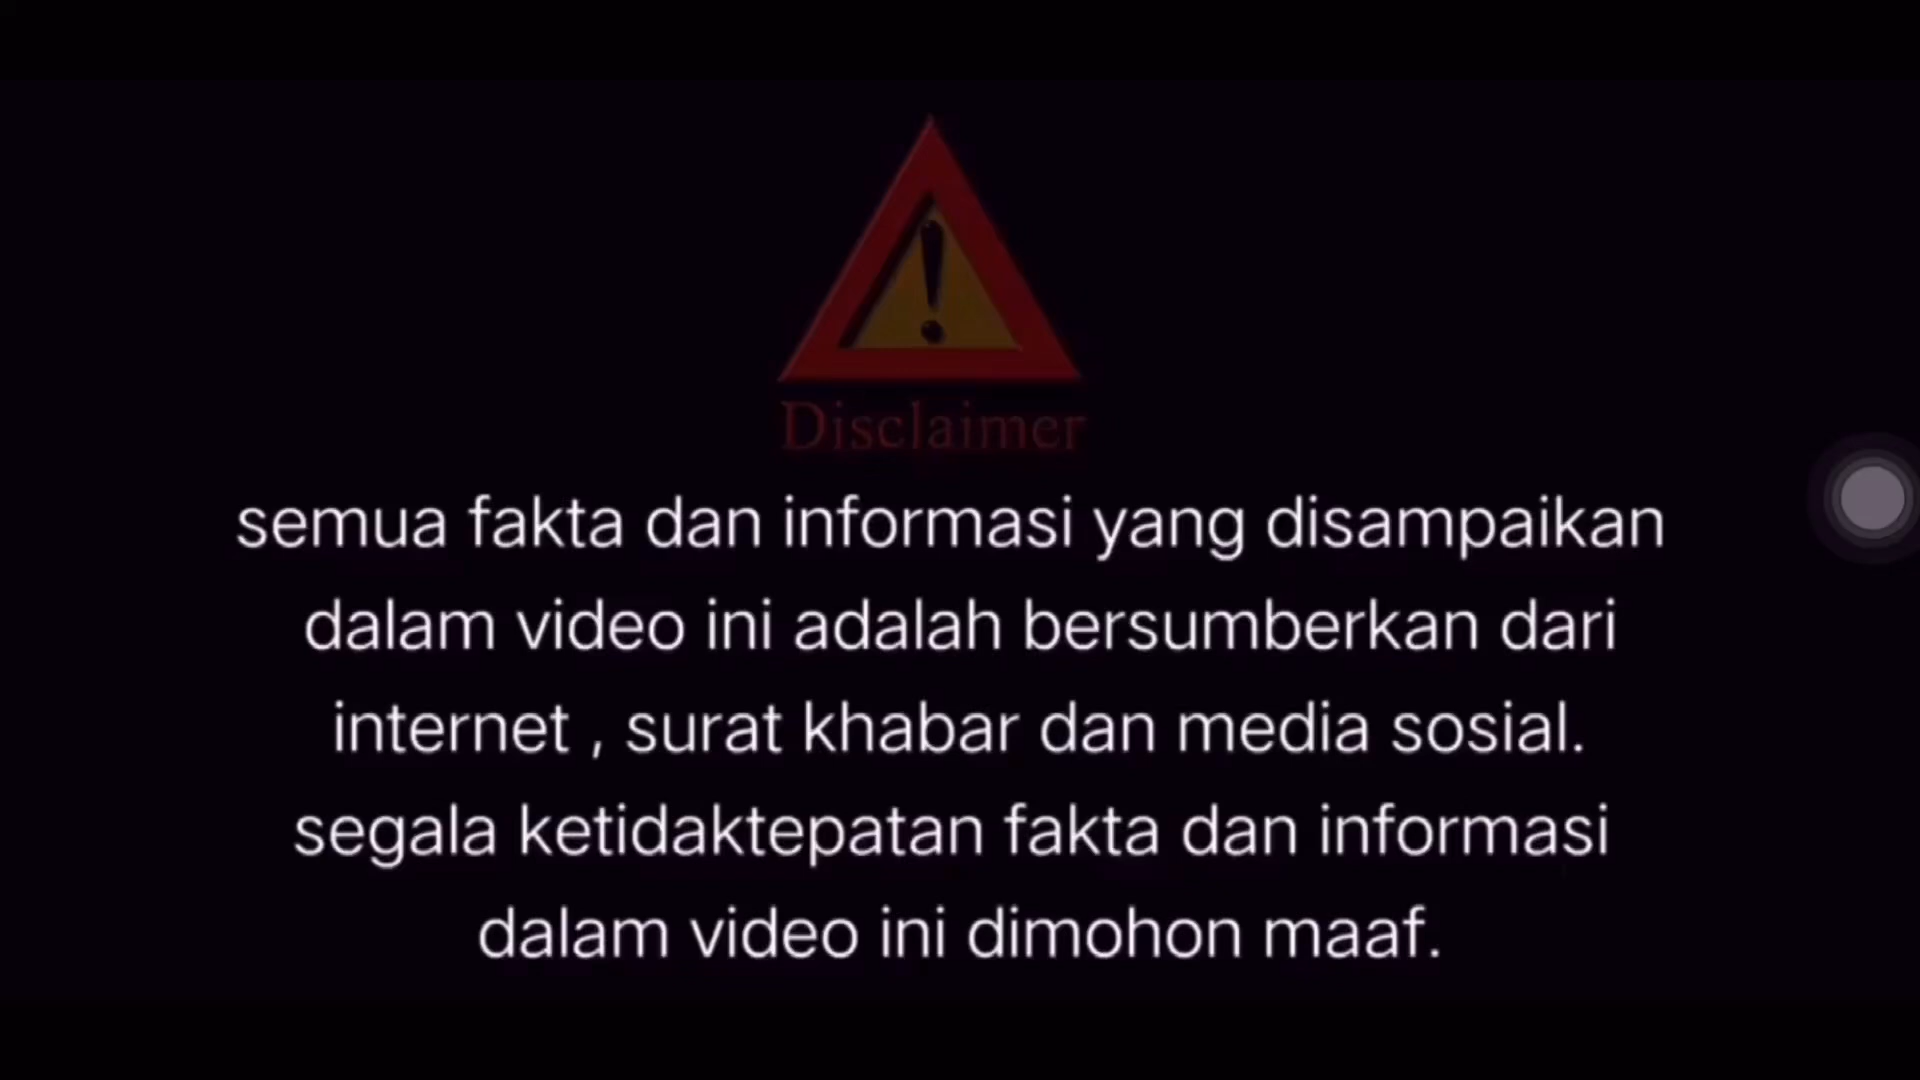 Disclaimer
semua fakta dan informasi yang disampaikan
dalam video ini adalah bersumberkan dari
internet , surat khabar dan media sosial.
segala ketidaktepatan fakta dan informasi
dalam video ini dimohon maaf.